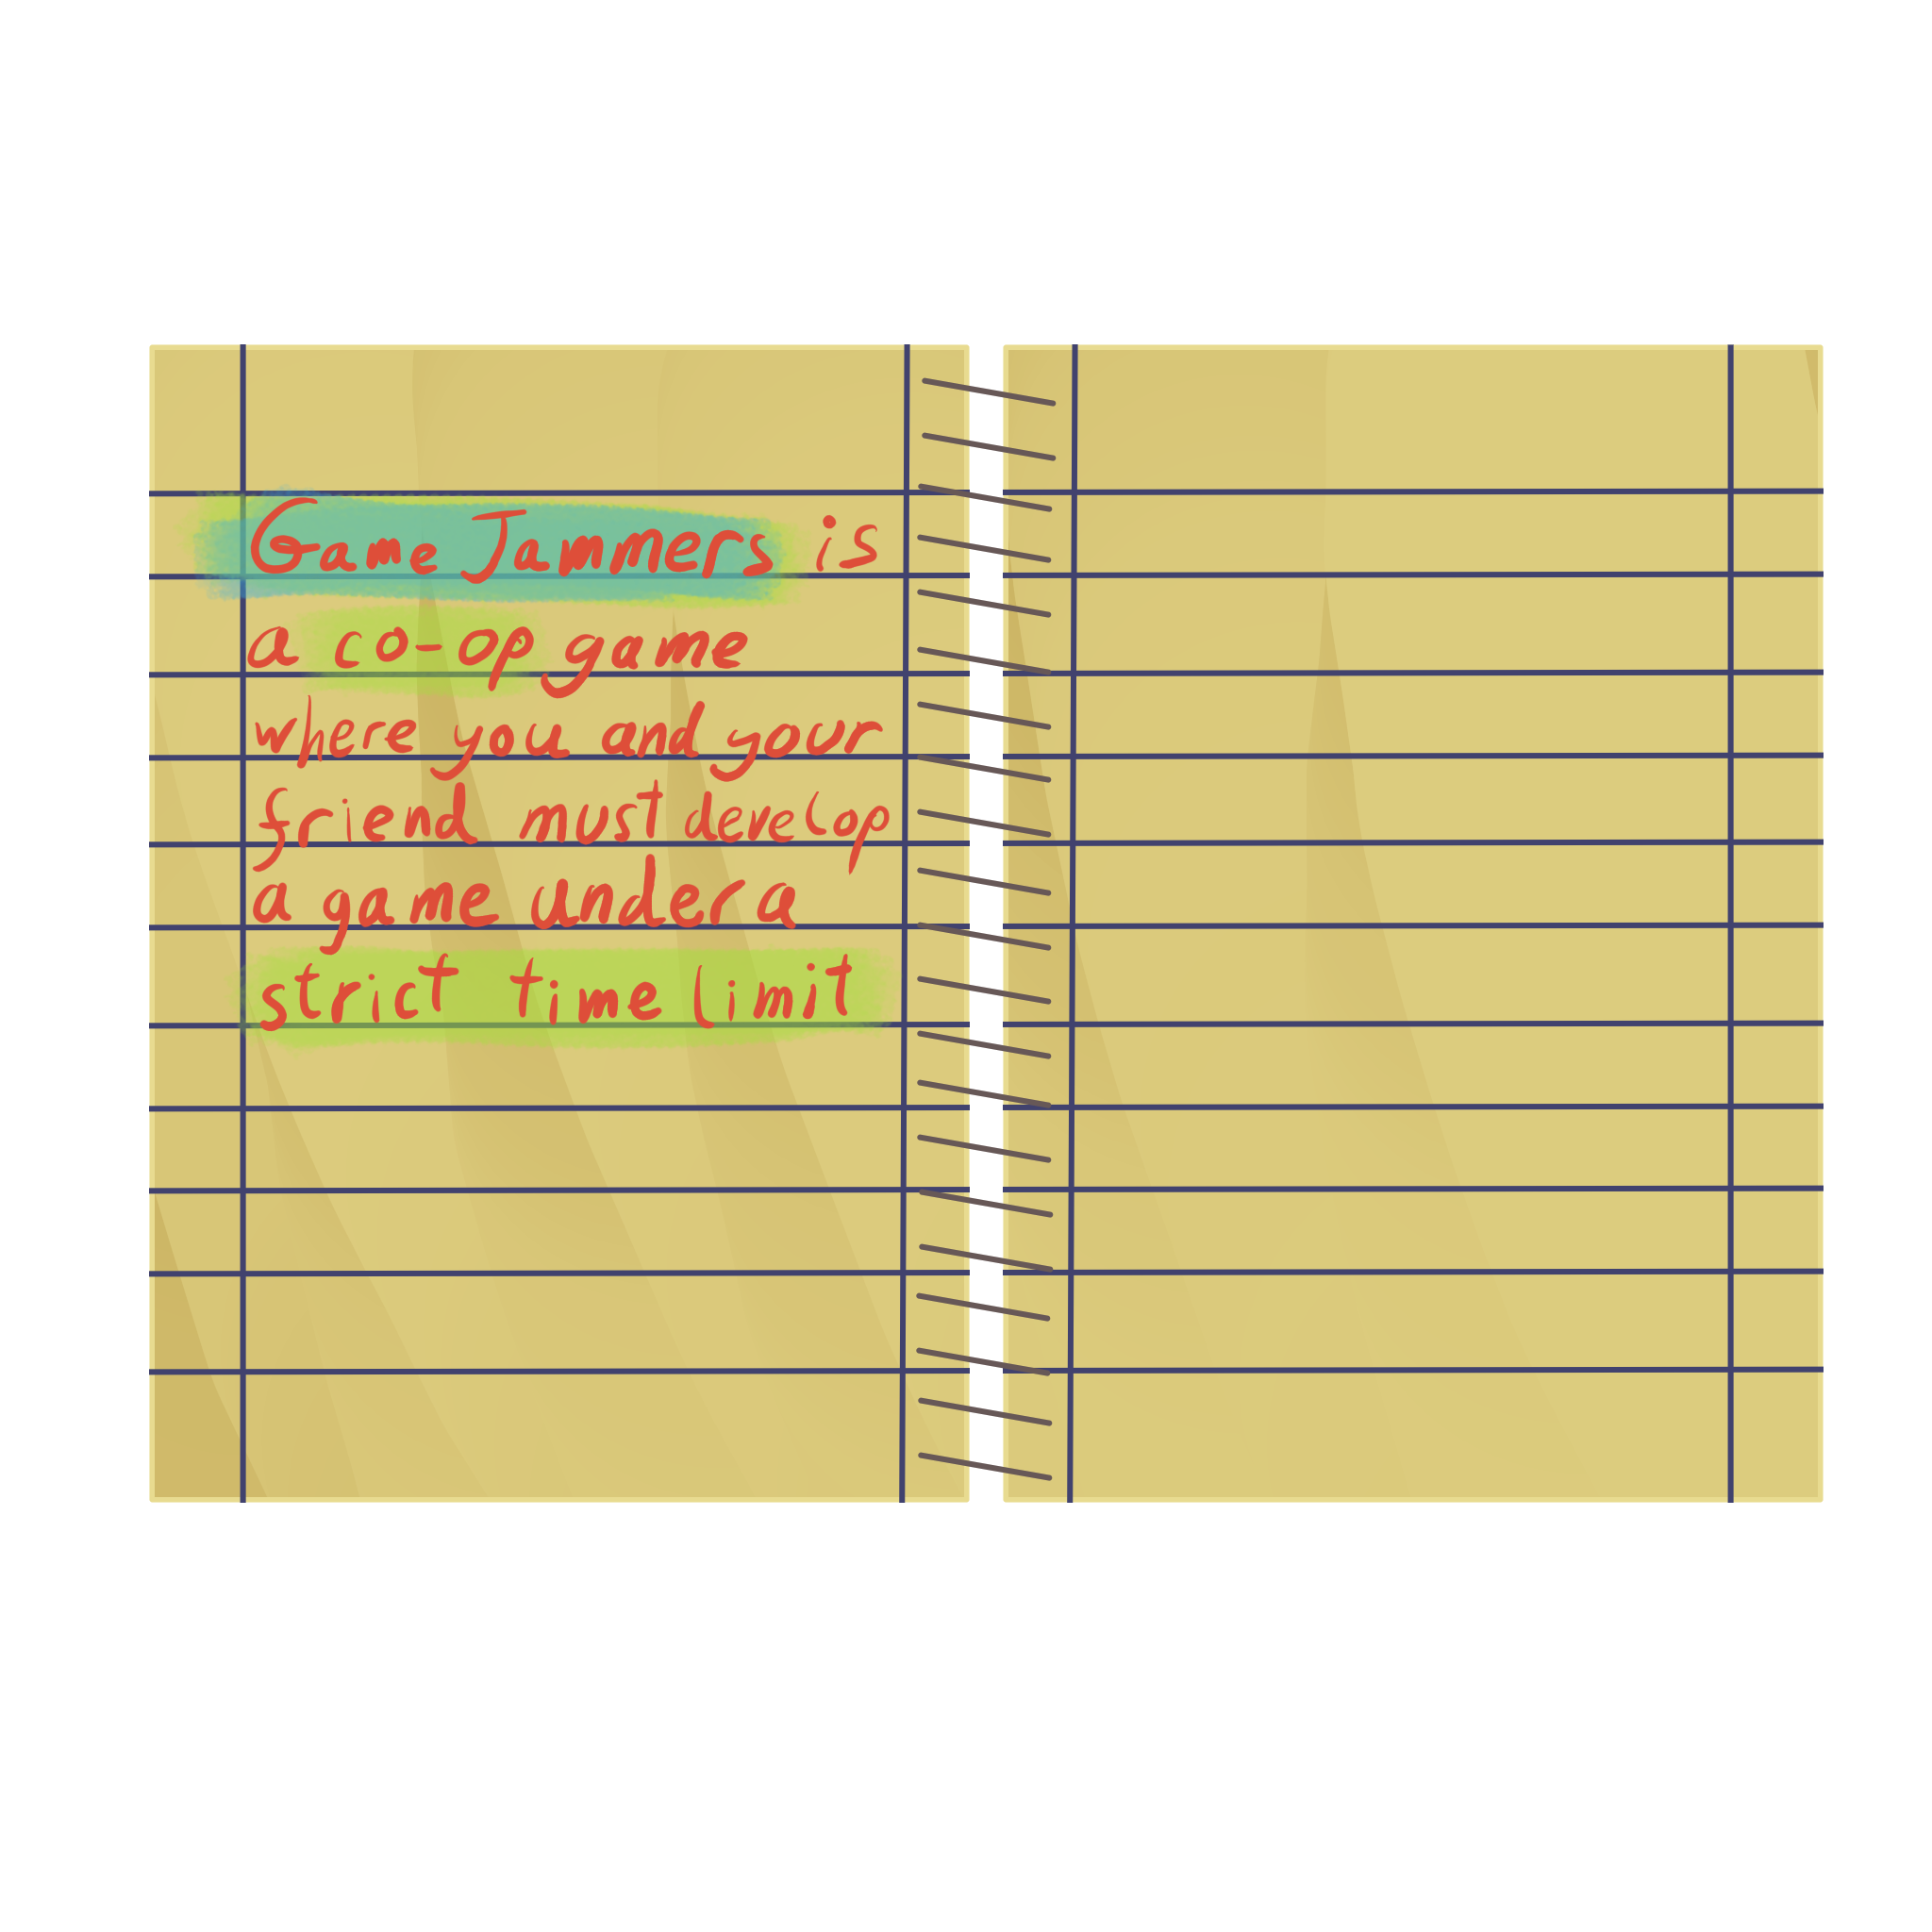 Game Jammers is
a co-op game
where you and your
friend must develop
a game under a
strict time limit